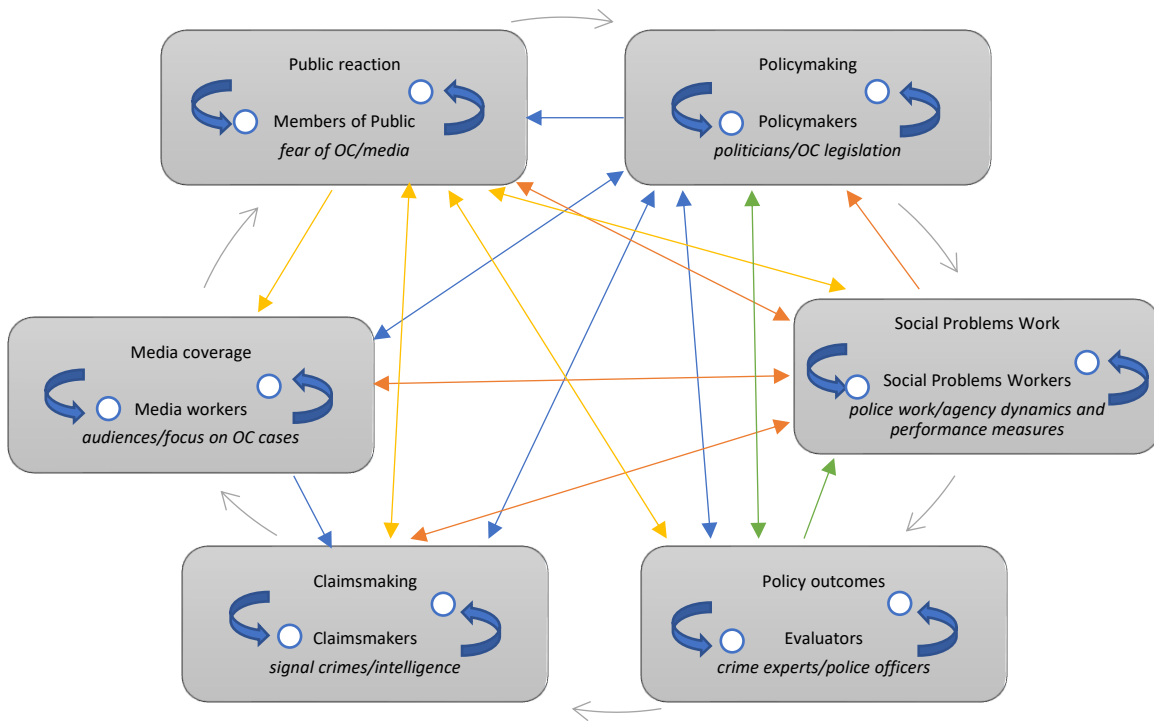 Public reaction
Members of Public
fear of OC/media
Policymaking
Policymakers
politicians/OC legislation
Media coverage
Media workers
audiences/focus on OC cases
Social Problems Work
Social Problems Workers
police work/agency dynamics and
performance measures
Claimsmaking
Claimsmakers
signal crimes/intelligence
Policy outcomes
Evaluators
crime experts/police officers